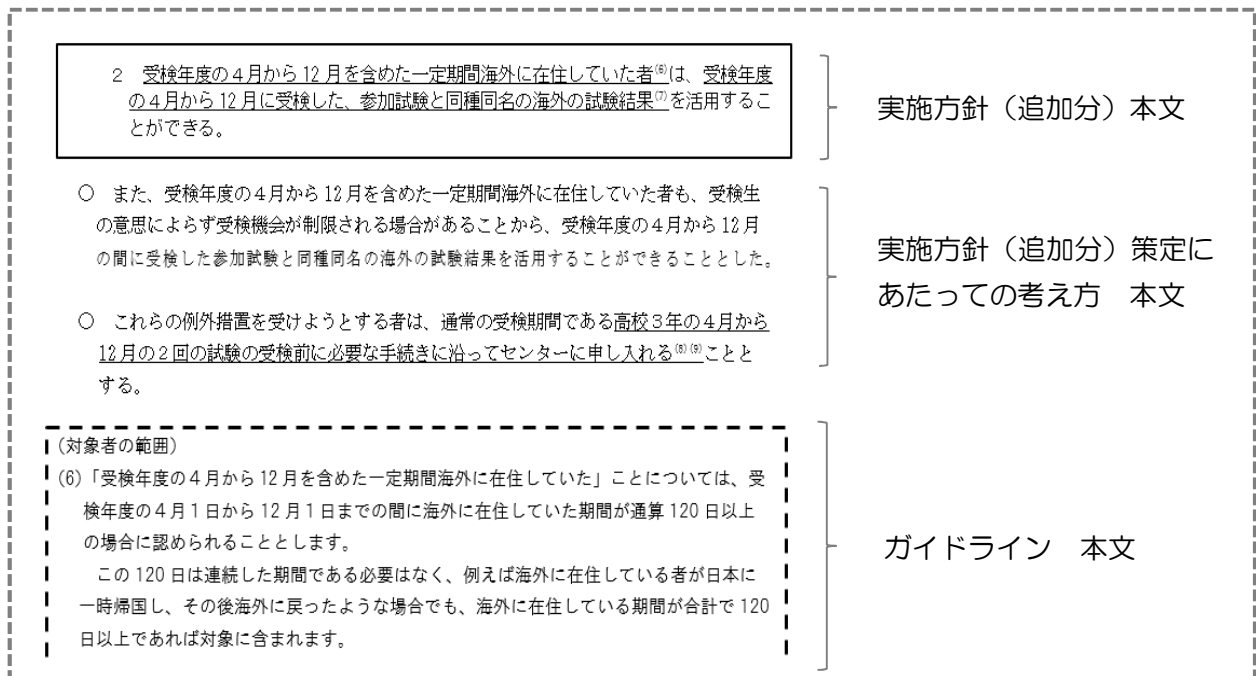 2 受検年度の４月から 12 月を含めた一定期間海外に在住していた者⁽⁶⁾は、受検年度
の４月から 12 月に受検した、参加試験と同種同名の海外の試験結果⁽⁷⁾を活用するこ
とができる。
実施方針（追加分）本文
○ また、受検年度の４月から 12 月を含めた一定期間海外に在住していた者も、受検生
の意思によらず受検機会が制限される場合があることから、受検年度の４月から 12 月
の間に受検した参加試験と同種同名の海外の試験結果を活用することができることとした。
○ これらの例外措置を受けようとする者は、通常の受検期間である高校３年の４月から
12 月の２回の試験の受検前に必要な手続きに沿ってセンターに申し入れる⁽⁸⁾⁽⁹⁾ことと
する。
実施方針（追加分）策定に
あたっての考え方 本文
(対象者の範囲)
(6)「受検年度の４月から 12 月を含めた一定期間海外に在住していた」ことについては、受
検年度の４月１日から 12 月１日までの間に海外に在住していた期間が通算 120 日以上
の場合に認められることとします。
この 120 日は連続した期間である必要はなく、例えば海外に在住している者が日本に
一時帰国し、その後海外に戻ったような場合でも、海外に在住している期間が合計で 120
日以上であれば対象に含まれます。
ガイドライン 本文